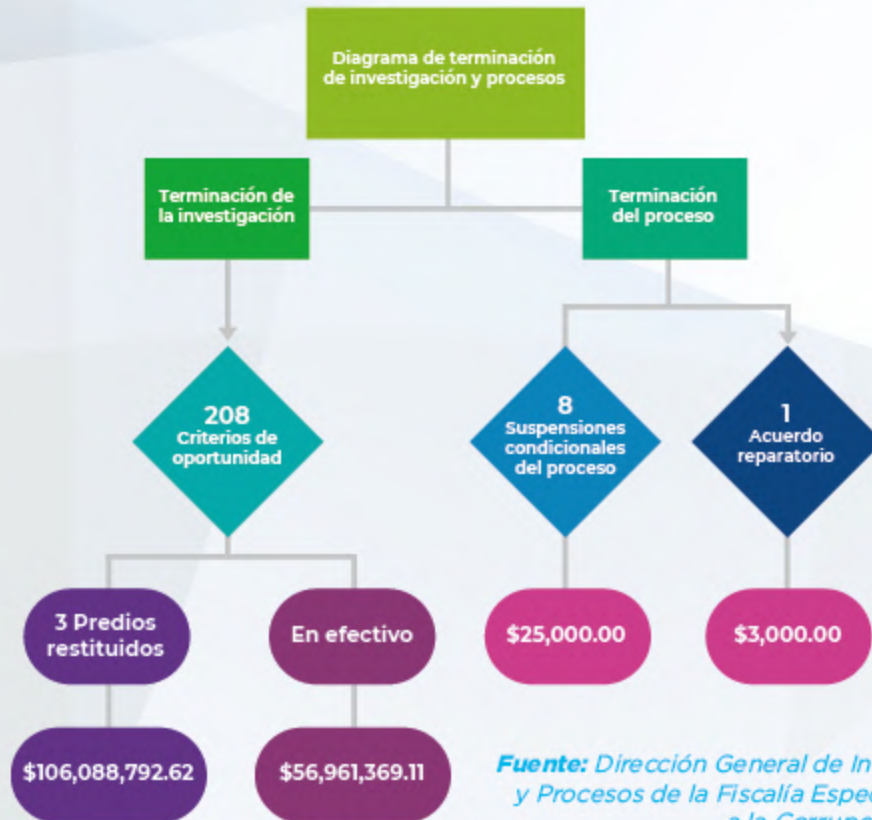 Diagrama de terminación
de investigación y procesos
Terminación de
la investigación
Terminación
del proceso
208
Criterios de
oportunidad
8
Suspensiones
condicionales
del proceso
1
Acuerdo
reparatorio
3 Predios
restituidos
En efectivo
$25,000.00
$3,000.00
$106,088,792.62
$56,961,369.11
Fuente: Dirección General de
y Procesos de la Fiscalía
a la